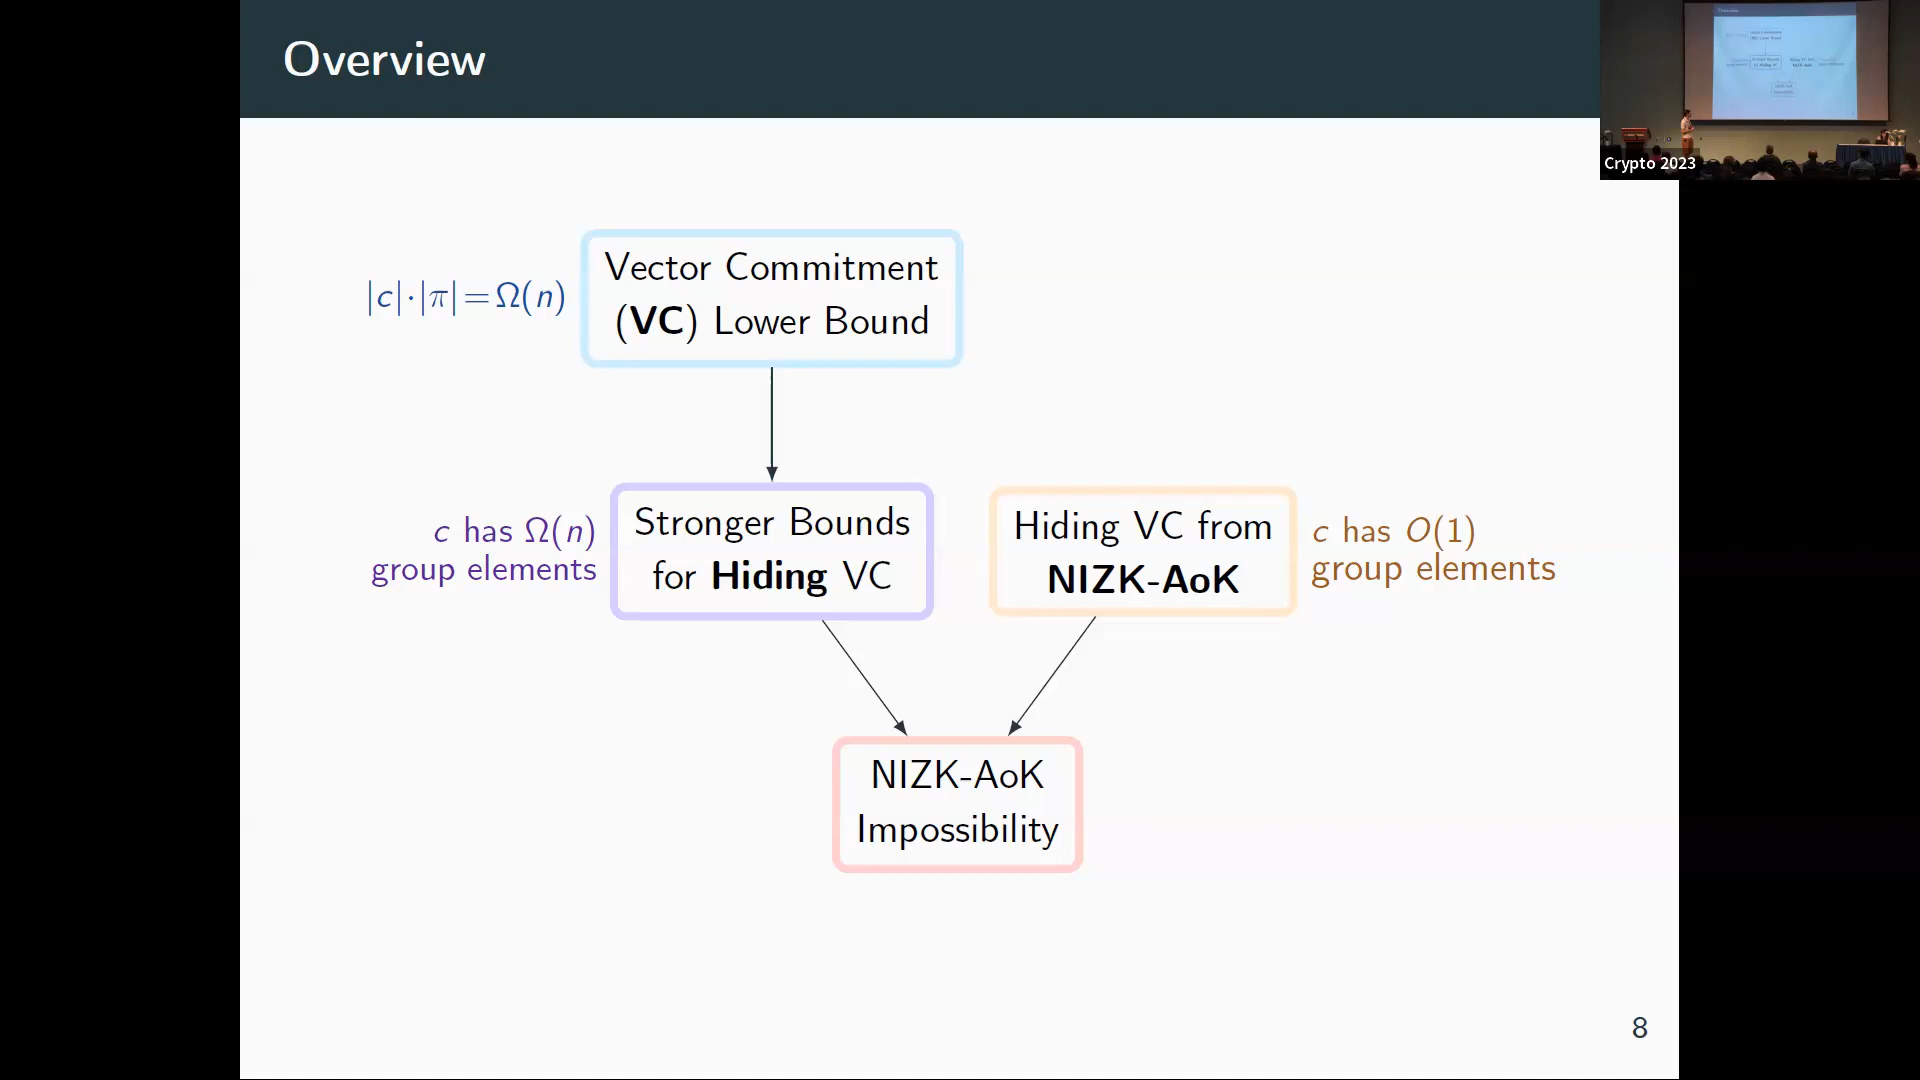 Overview
Crypto 2023
|c|·|π|=Ω(n)
Vector Commitment
(VC) Lower Bound
c has Ω(n)
group elements
Stronger Bounds
for Hiding VC
Hiding VC from
NIZK-AoK
c has O(1)
group elements
NIZK-AoK
Impossibility
8